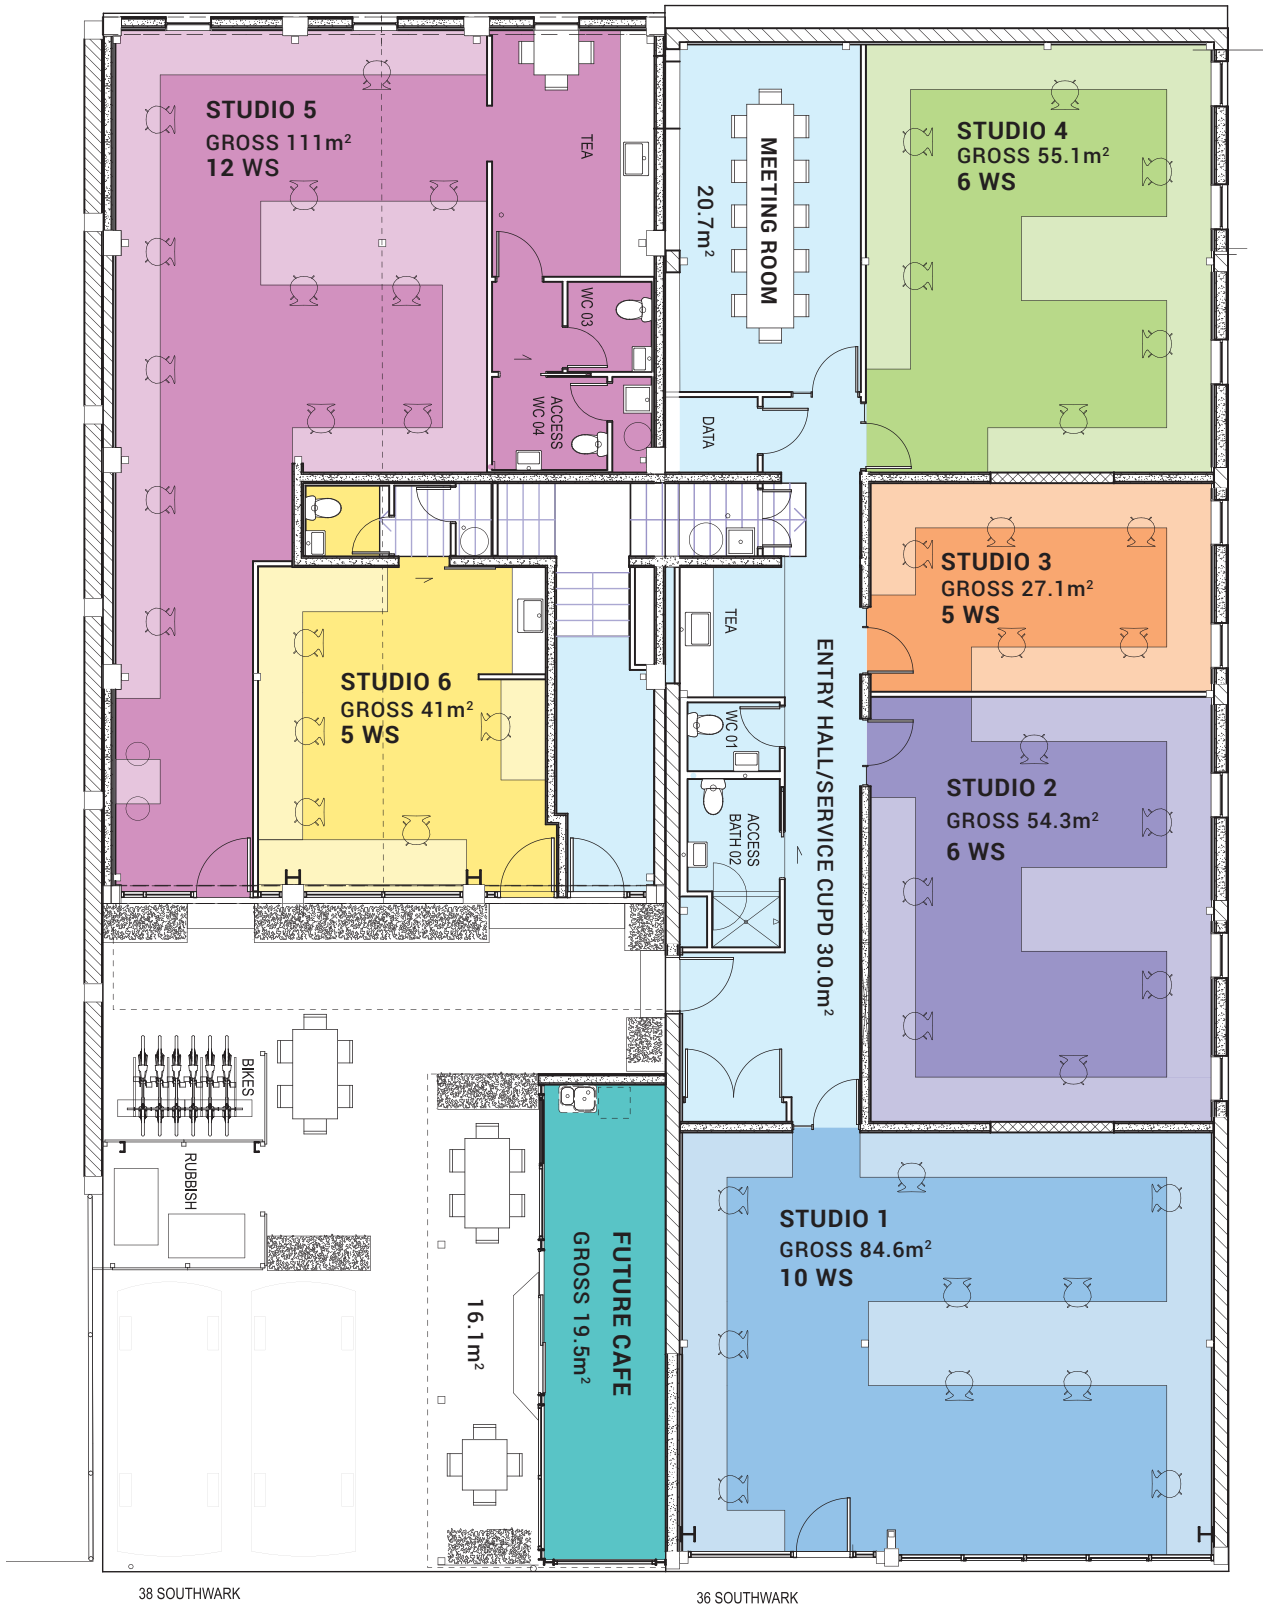 STUDIO 5
GROSS 111m²
12 WS
TEA
WC 03
ACCESS
WC 04
MEETING ROOM
20.7m²
DATA
STUDIO 4
GROSS 55.1m²
6 WS
STUDIO 3
GROSS 27.1m²
5 WS
STUDIO 6
GROSS 41m²
5 WS
TEA
WC 01
ACCESS
BATH 02
ENTRY HALL/SERVICE CUPD 30.0m²
STUDIO 2
GROSS 54.3m²
6 WS
BIKES
RUBBISH
16.1m²
FUTURE CAFE
GROSS 19.5m²
STUDIO 1
GROSS 84.6m²
10 WS
38 SOUTHWARK
36 SOUTHWARK